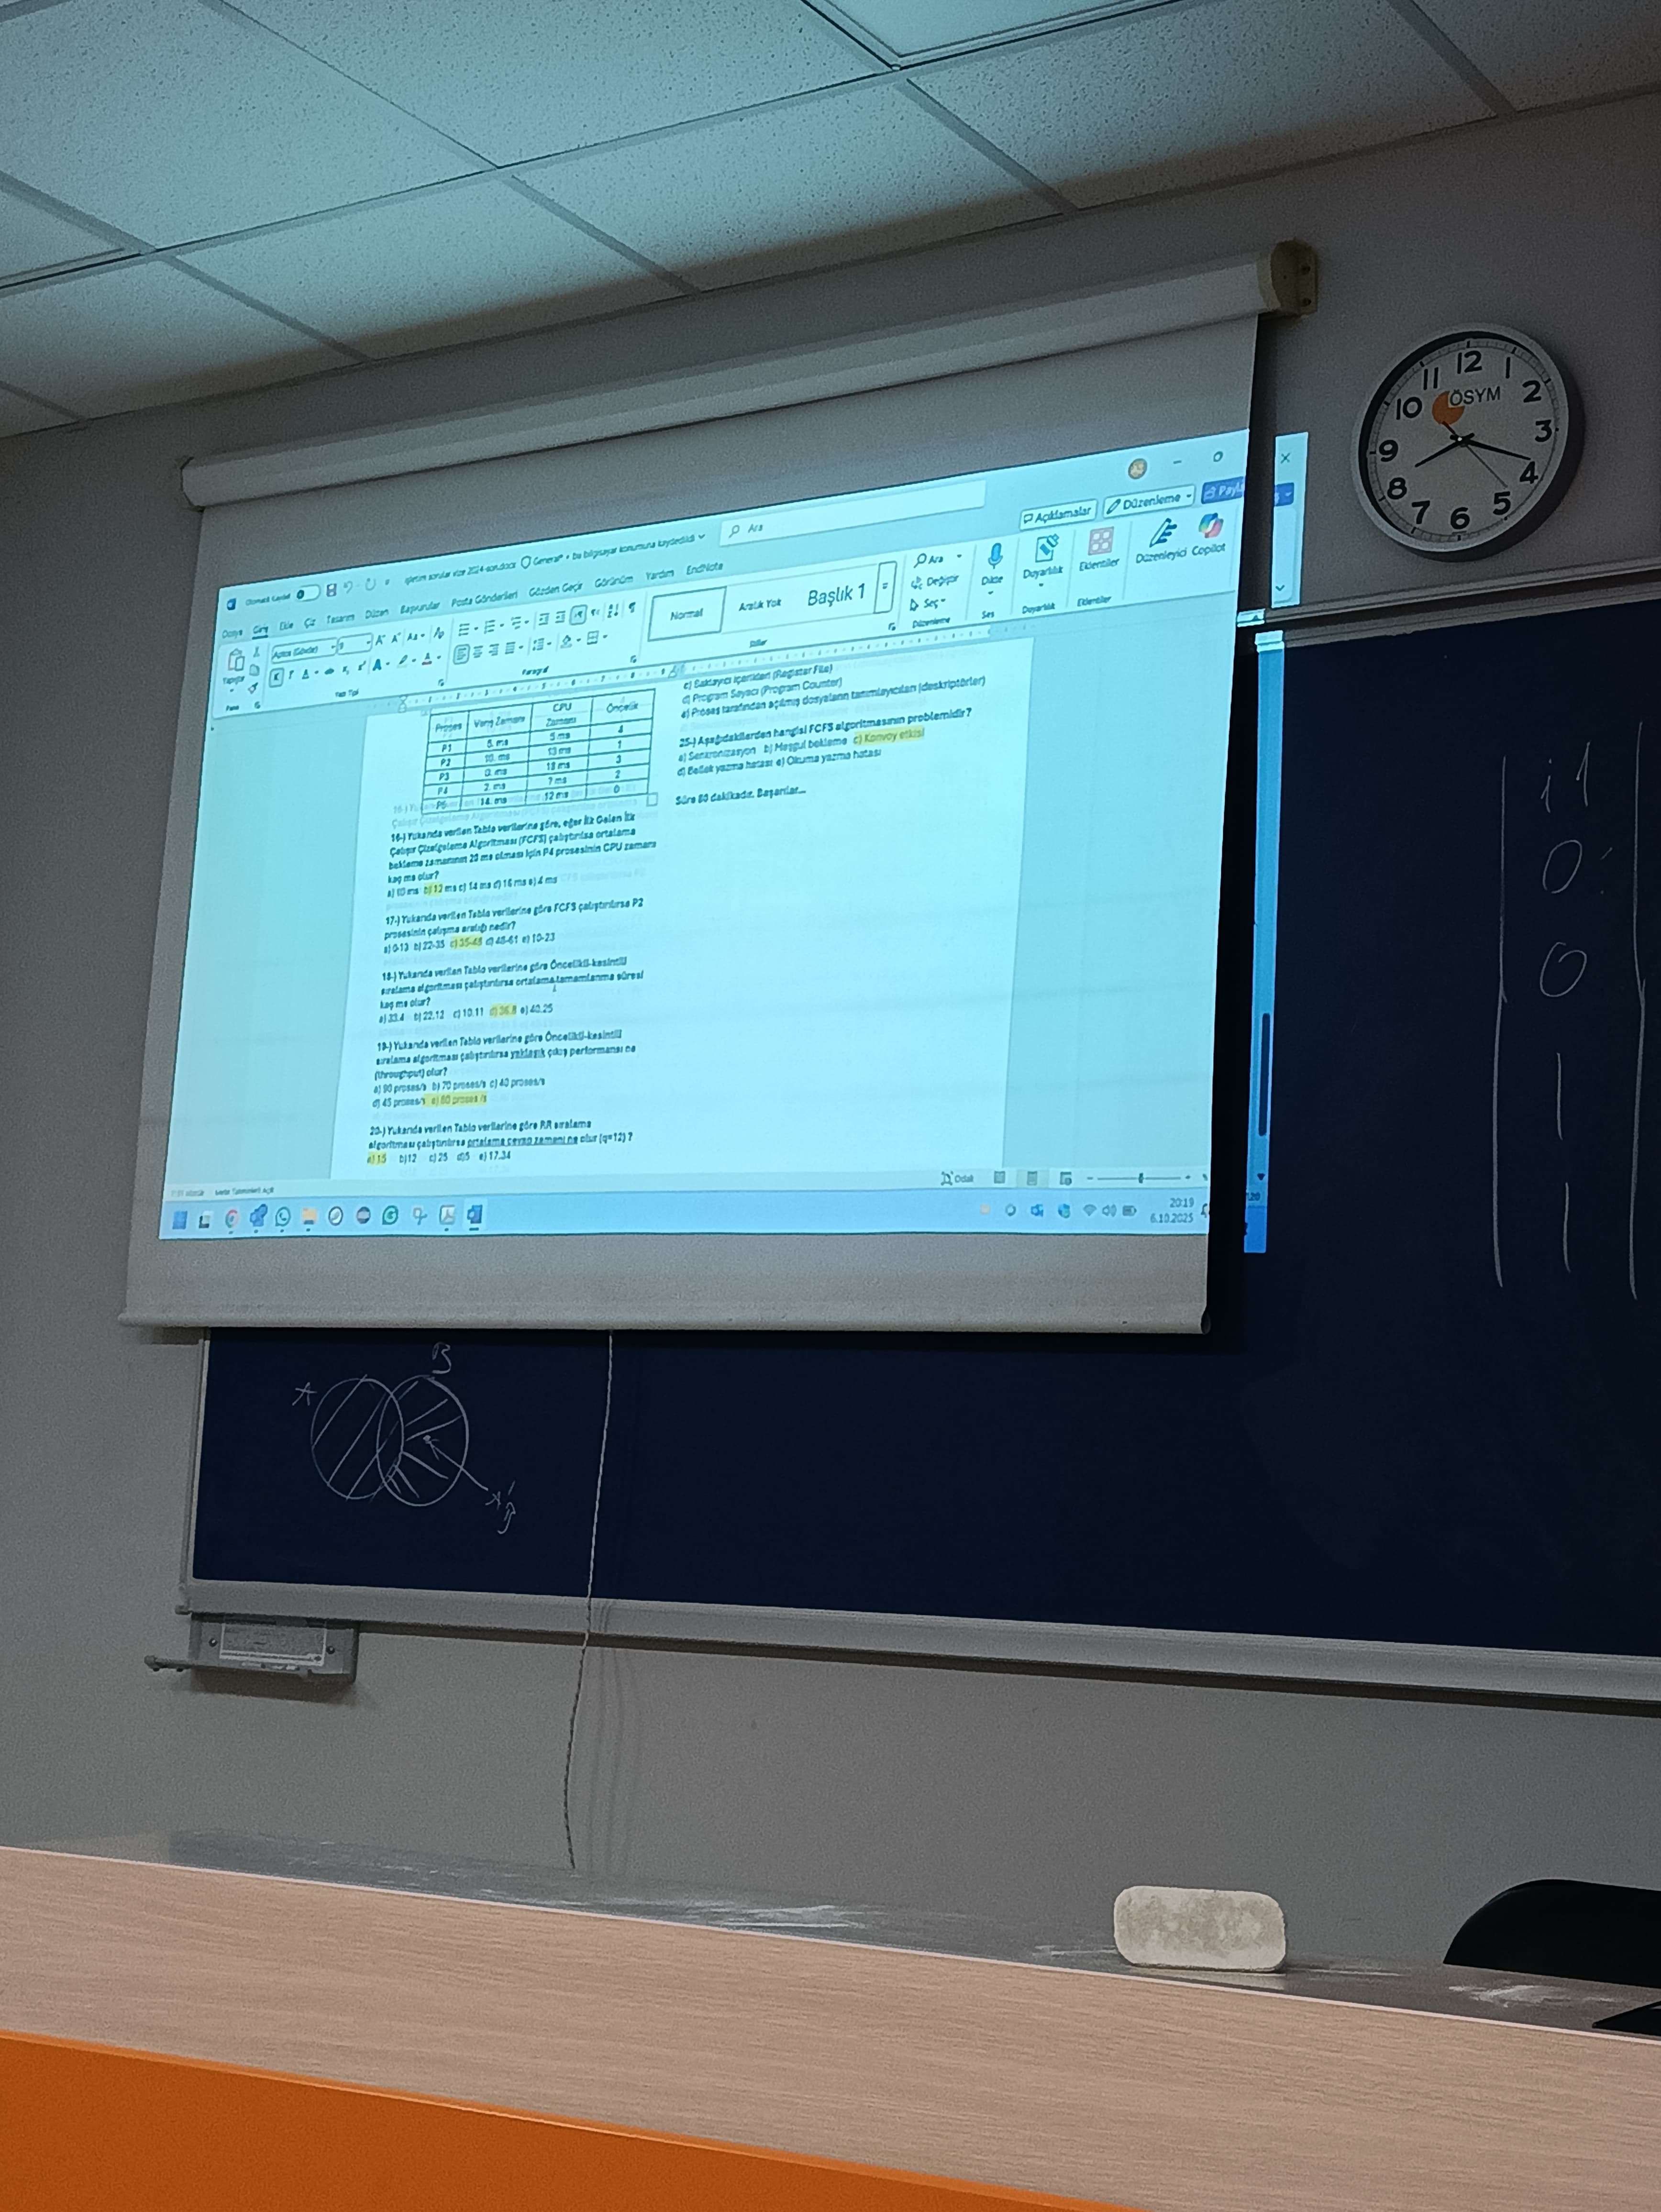 işletim sorular vize 2024-son.docx
General* • bu bilgisayar konumuna kaydedildi
Ara
Dosya Giriş Ekle Çiz Tasarım Düzen Başvurular Posta Gönderileri Gözden Geçir Görünüm Yardım EndNote
Açıklamalar Düzenleme
Yapıştır
Normal Aralık Yok Başlık 1
Ara
Değiştir
Seç
Dikte Duyarlılık Eklentiler Düzenleyici Copilot
Pano Yazı Tipi Paragraf Stiller Düzenleme Ses Duyarlılık Eklentiler
Proses Varış Zamanı CPU Zamanı Öncelik
P1 5. ms 5 ms 4
P2 10. ms 13 ms 1
P3 0. ms 18 ms 3
P4 2. ms 7 ms 2
P5 14. ms 12 ms 0
16-) Yukarıda verilen Tablo verilerine göre, eğer İlk Gelen İlk
Çalışır Çizelgeleme Algoritması (FCFS) çalıştırılsa ortalama
bekleme zamanının 20 ms olması için P4 prosesinin CPU zamanı
kaç ms olur?
a) 10 ms b) 12 ms c) 14 ms d) 16 ms e) 4 ms
17-) Yukarıda verilen Tablo verilerine göre FCFS çalıştırılırsa P2
prosesinin çalışma aralığı nedir?
a) 0-13 b) 22-35 c) 35-48 d) 48-61 e) 10-23
18-) Yukarıda verilen Tablo verilerine göre Öncelikli-kesintili
sıralama algoritması çalıştırılırsa ortalama tamamlanma süresi
kaç ms olur?
a) 33.4 b) 22.12 c) 10.11 d) 36.8 e) 40.25
19-) Yukarıda verilen Tablo verilerine göre Öncelikli-kesintili
sıralama algoritması çalıştırılırsa yaklaşık çıkış performansı ne
(throughput) olur?
a) 90 proses/s b) 70 proses/s c) 40 proses/s
d) 45 proses/s e) 80 proses /s
20-) Yukarıda verilen Tablo verilerine göre RR sıralama
algoritması çalıştırılırsa ortalama cevap zamanı ne olur (q=12) ?
a) 15 b)12 c) 25 d)5 e) 17.34
c) Saklayıcı içerikleri (Register File)
d) Program Sayacı (Program Counter)
e) Proses tarafından açılmış dosyaların tanımlayıcıları (deskriptörler)
25-) Aşağıdakilerden hangisi FCFS algoritmasının problemidir?
a) Senkronizasyon b) Meşgul bekleme c) Konvoy etkisi
d) Bellek yazma hatası e) Okuma yazma hatası
Süre 80 dakikadır. Başarılar...
Odak
20:19
6.10.2025
ÖSYM
12 1 2 3 4 5 6 7 8 9 10 11
0
0
1
1
A
B